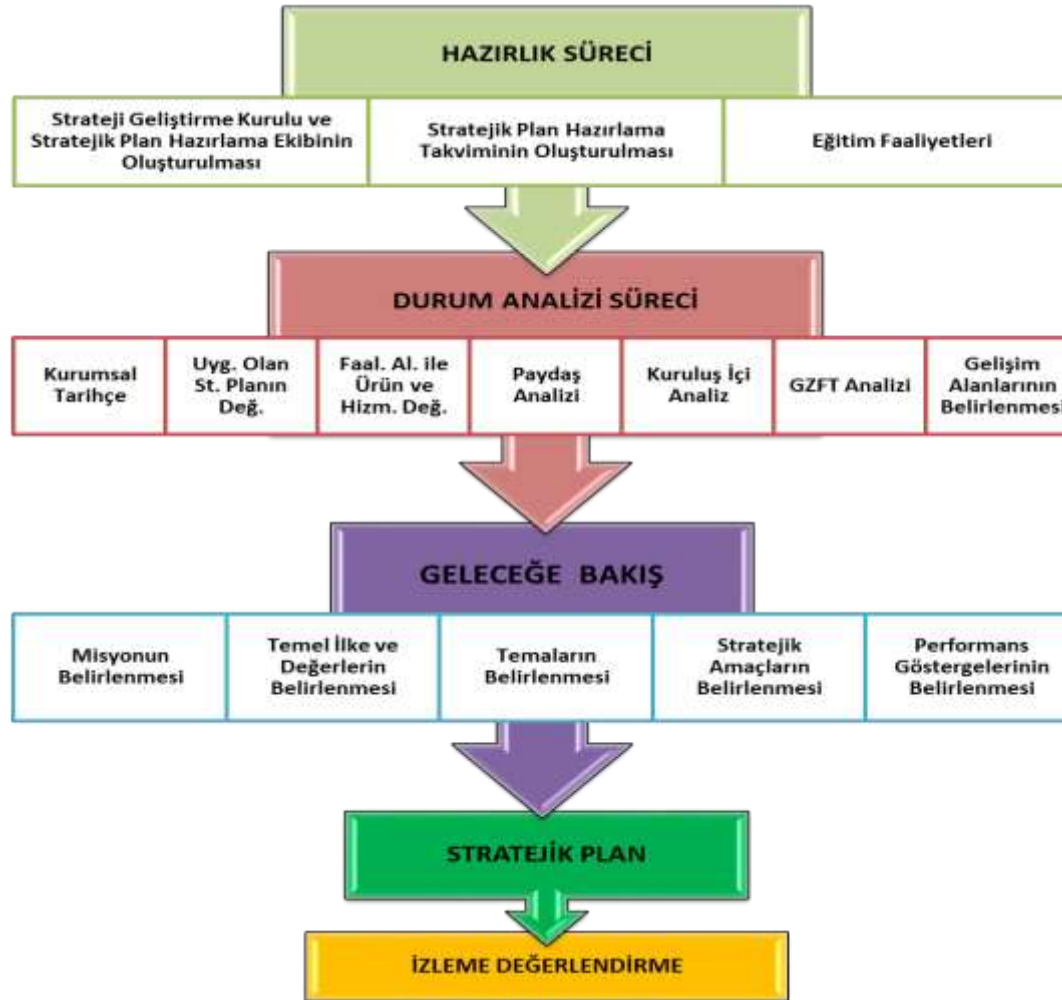 HAZIRLIK SÜRECİ
Strateji Geliştirme Kurulu ve
Stratejik Plan Hazırlama Ekibinin
Oluşturulması
Stratejik Plan Hazırlama
Takviminin Oluşturulması
Eğitim Faaliyetleri
DURUM ANALİZİ SÜRECİ
Kurumsal
Tarihçe
Uyg. Olan
St. Planın
Değ.
Faal. Al. ile
Ürün ve
Hizm. Değ.
Paydaş
Analizi
Kuruluş İçi
Analiz
GZFT Analizi
Gelişim
Alanlarının
Belirlenmesi
GELECEĞE BAKIŞ
Misyonun
Belirlenmesi
Temel İlke ve
Değerlerin
Belirlenmesi
Temaların
Belirlenmesi
Stratejik
Amaçların
Belirlenmesi
Performans
Göstergelerinin
Belirlenmesi
STRATEJİK PLAN
İZLEME DEĞERLENDİRME